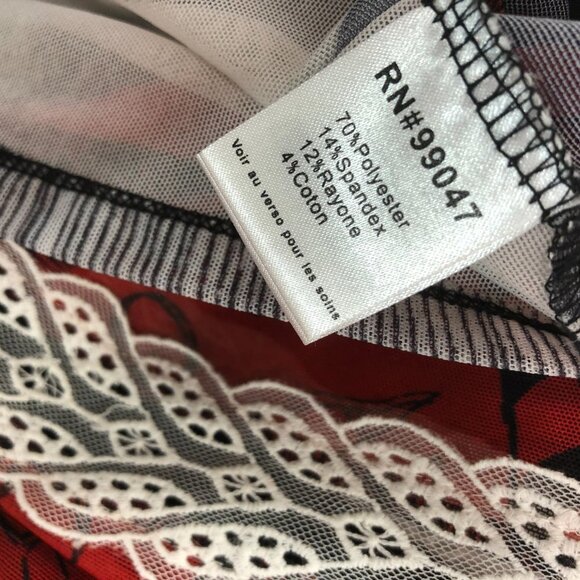 RN#99047
70%Polyester
14%Spandex
12%Rayone
4%Coton
Voir au verso pour les soins